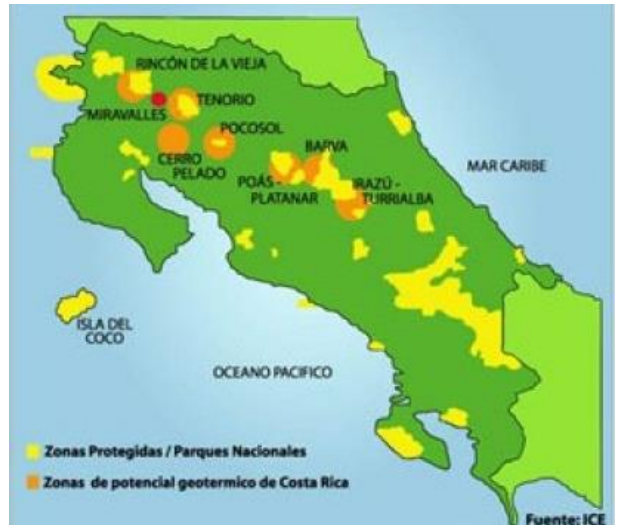 RINCÓN DE LA VIEJA
MIRAVALLES
TENORIO
POCOSOL
CERRO
PELADO
BARVA
POÁS -
PLATANAR
IRAZÚ -
TURRIALBA
MAR CARIBE
ISLA DEL
COCO
OCEANO PACIFICO
Zonas Protegidas / Parques Nacionales
Zonas de potencial geotermico de Costa Rica
Fuente: ICE